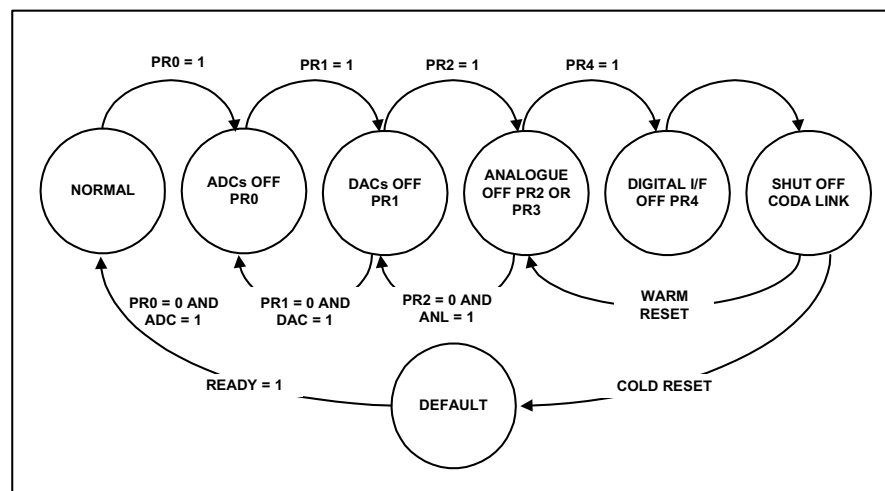 PR0 = 1
PR1 = 1
PR2 = 1
PR4 = 1
NORMAL
ADCs OFF
PR0
DACs OFF
PR1
ANALOGUE
OFF PR2 OR
PR3
DIGITAL I/F
OFF PR4
SHUT OFF
CODA LINK
PR0 = 0 AND
ADC = 1
PR1 = 0 AND
DAC = 1
PR2 = 0 AND
ANL = 1
WARM
RESET
READY = 1
DEFAULT
COLD RESET